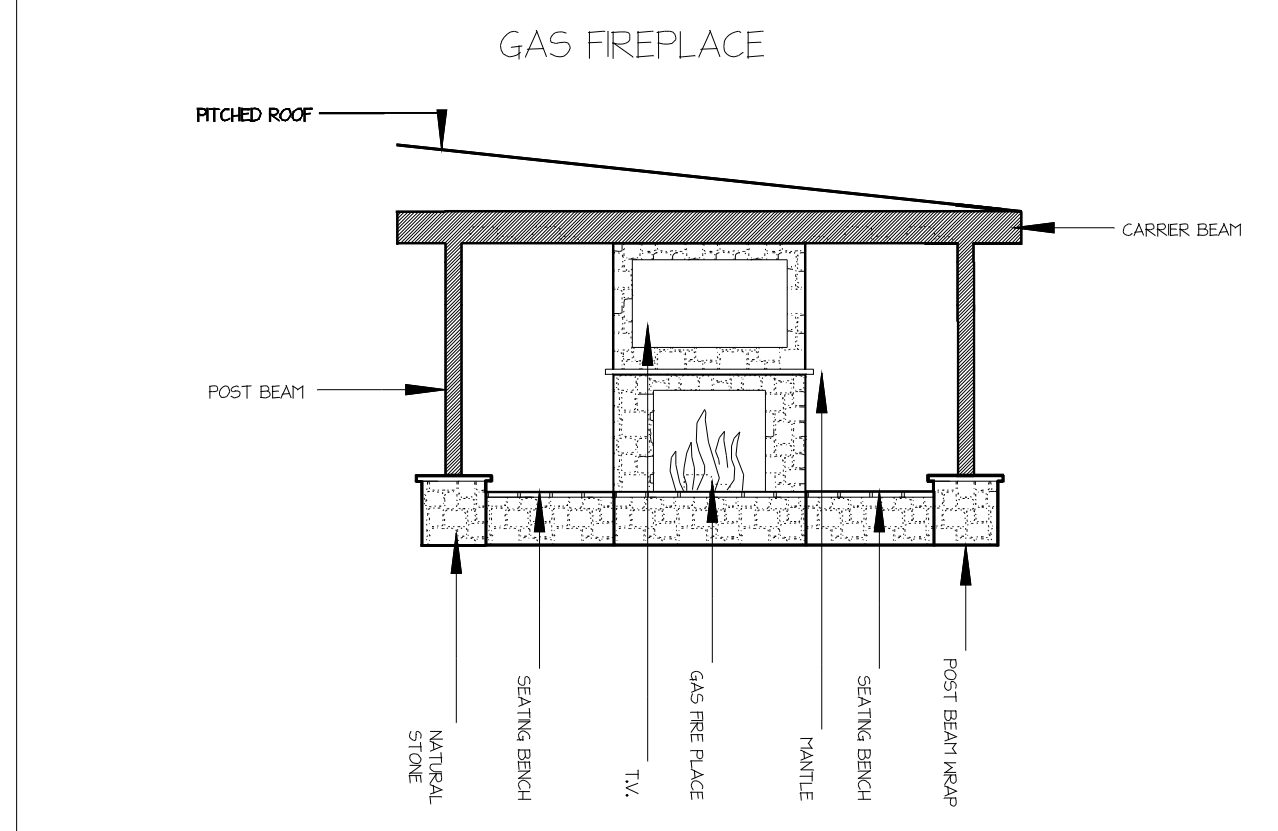 GAS FIREPLACE
PITCHED ROOF
CARRIER BEAM
POST BEAM
NATURAL
STONE
SEATING BENCH
T.V.
GAS FIRE PLACE
MANTLE
SEATING BENCH
POST BEAM WRAP